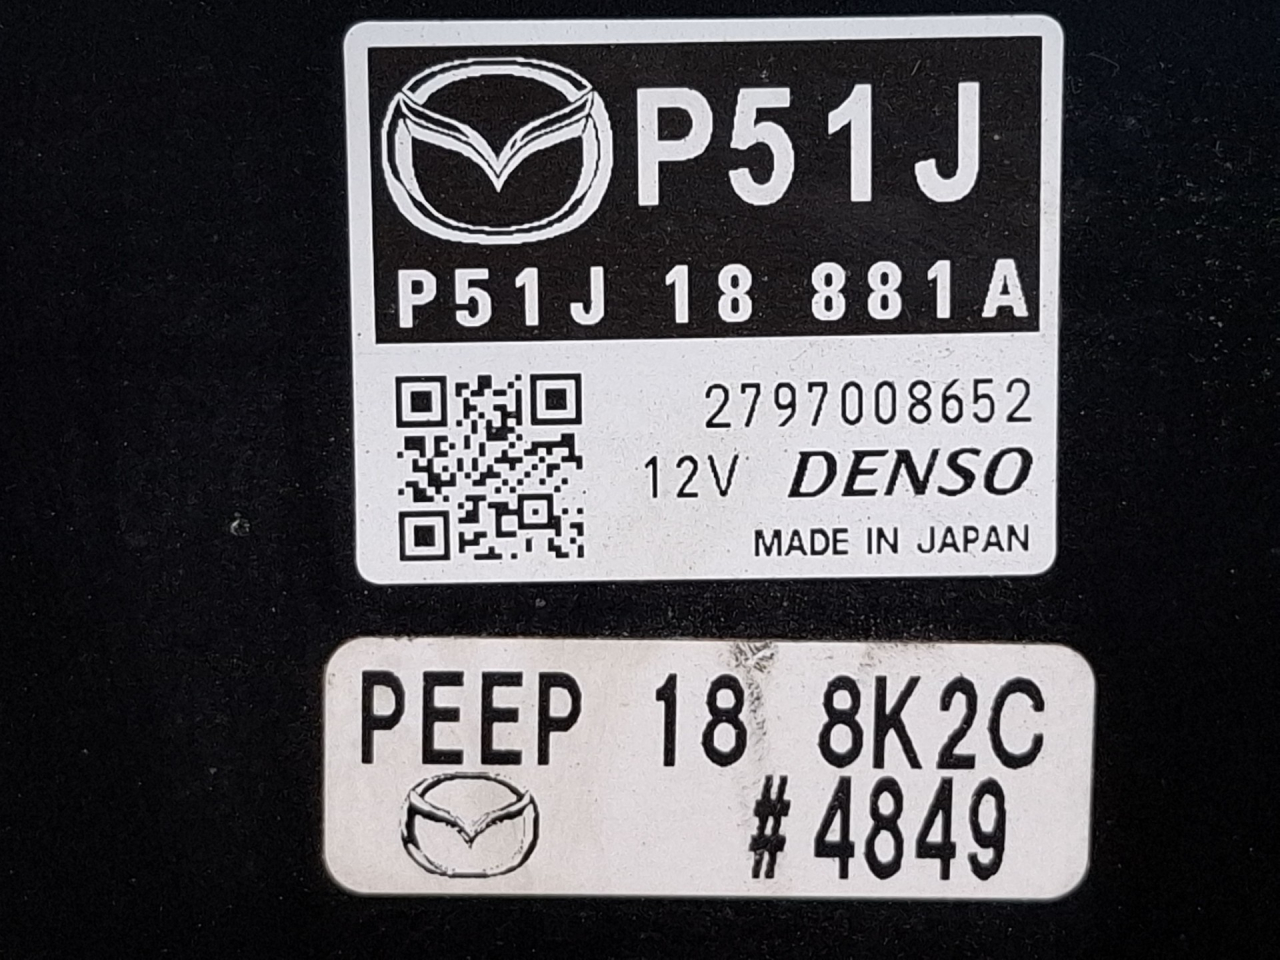 P51J
P51J 18 881A
2797008652
12V DENSO
MADE IN JAPAN
PEEP 18 8K2C
#4849